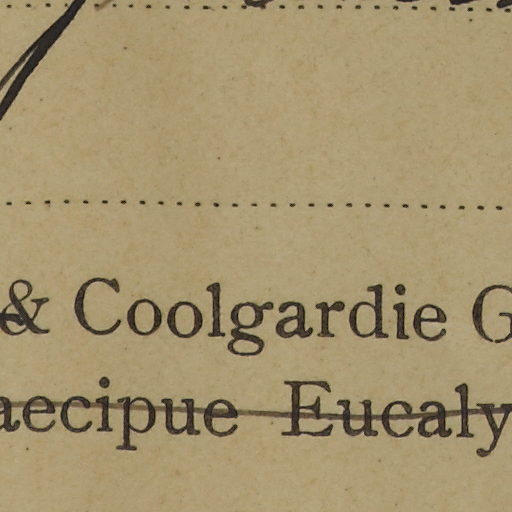 & Coolgardie G
aecipue Eucaly